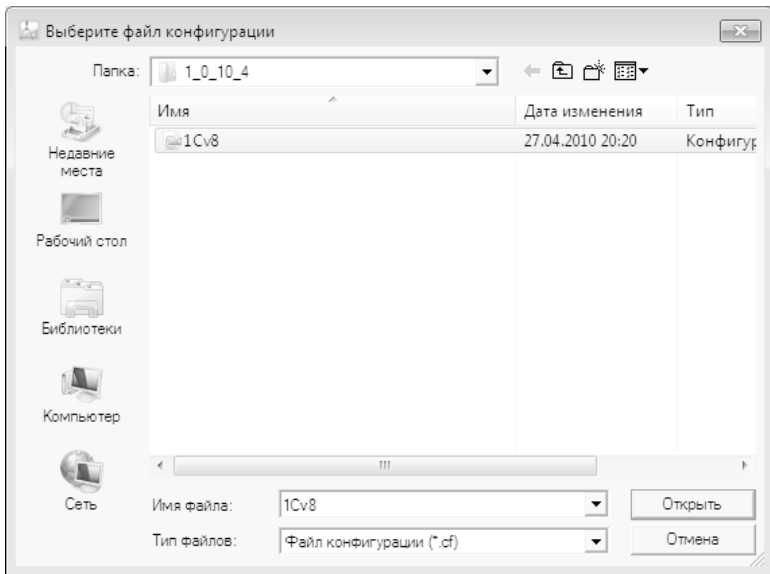 Выберите файл конфигурации
Папка: 1_0_10_4
Имя Дата изменения Тип
1Cv8 27.04.2010 20:20 Конфигур
Недавние
места
Рабочий стол
Библиотеки
Компьютер
Сеть
Имя файла: 1Cv8 Открыть
Тип файлов: Файл конфигурации (*.cf) Отмена